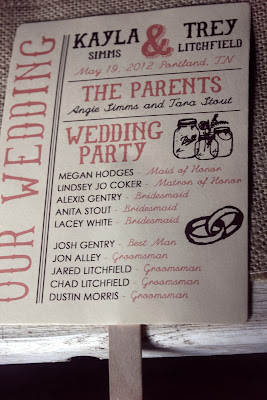 OUR WEDDING
KAYLA & TREY
SIMMS LITCHFIELD
May 19, 2012 Portland, TN
THE PARENTS
Angie Simms and Tara Stout
WEDDING
PARTY
MEGAN HODGES - Maid of Honor
LINDSEY JO COKER - Matron of Honor
ALEXIS GENTRY - Bridesmaid
ANITA STOUT - Bridesmaid
LACEY WHITE - Bridesmaid
JOSH GENTRY - Best Man
JON ALLEY - Groomsman
JARED LITCHFIELD - Groomsman
CHAD LITCHFIELD - Groomsman
DUSTIN MORRIS - Groomsman